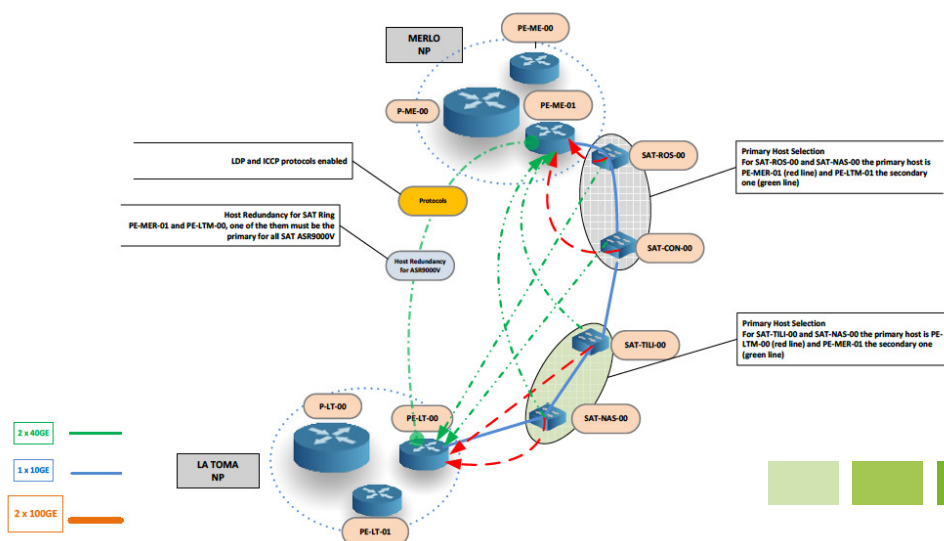 PE-ME-00
MERLO
NP
P-ME-00
PE-ME-01
SAT-ROS-00
LDP and ICCP protocols enabled
Protocols
Primary Host Selection
For SAT-ROS-00 and SAT-NAS-00 the primary host is
PE-MER-01 (red line) and PE-LTM-01 the secondary
one (green line)
Host Redundancy for SAT Ring
PE-MER-01 and PE-LTM-00, one of the them must be the
primary for all SAT ASR9000V
Host Redundancy
for ASR9000V
SAT-CON-00
Primary Host Selection
For SAT-TILI-00 and SAT-NAS-00 the primary host is PE-
LTM-00 (red line) and PE-MER-01 the secondary one
(green line)
SAT-TILI-00
P-LT-00
PE-LT-00
SAT-NAS-00
2 x 40GE
LA TOMA
NP
1 x 10GE
2 x 100GE
PE-LT-01